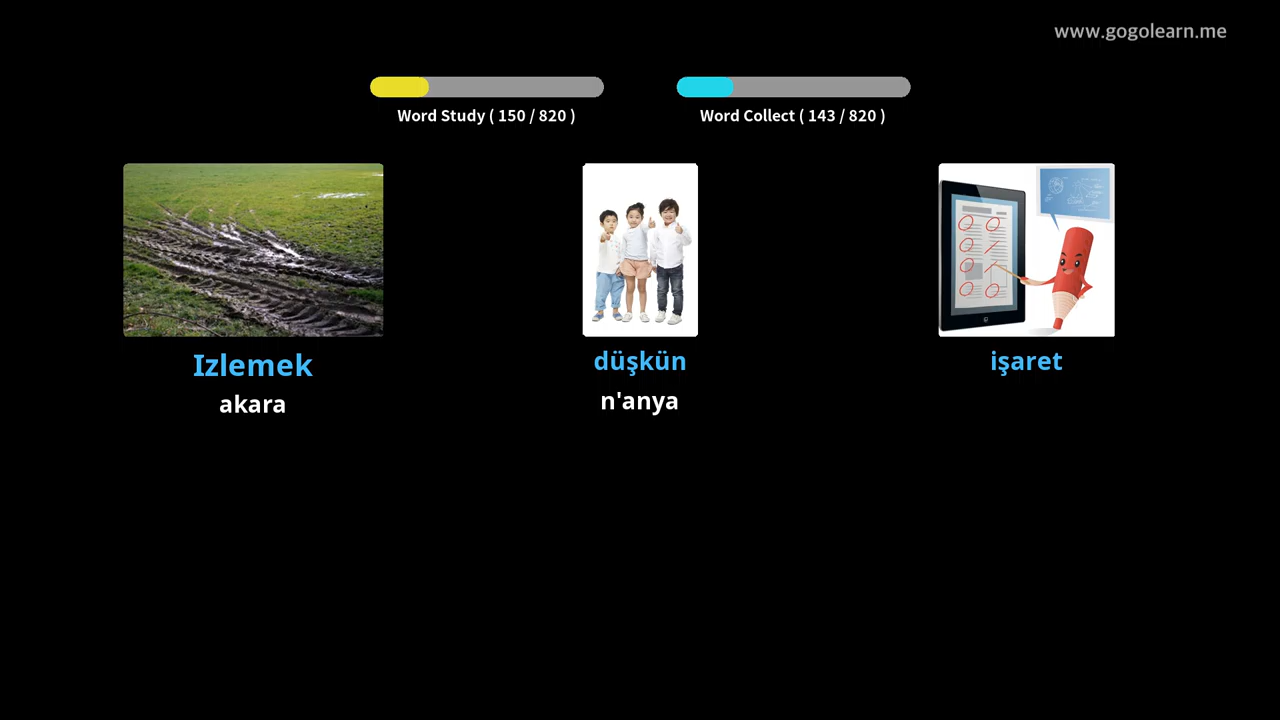 www.gogolearn.me
Word Study ( 150 / 820 )
Word Collect ( 143 / 820 )
Izlemek
akara
düşkün
n'anya
işaret